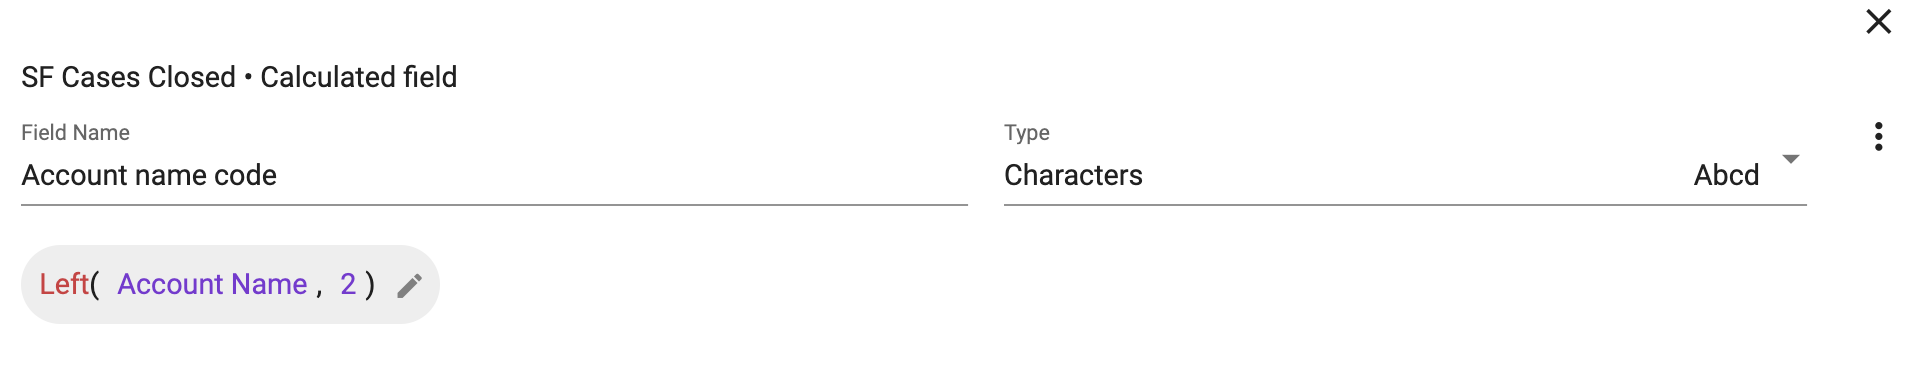 SF Cases Closed • Calculated field
Field Name
Type
Account name code
Characters
Abcd
Left( Account Name , 2 )